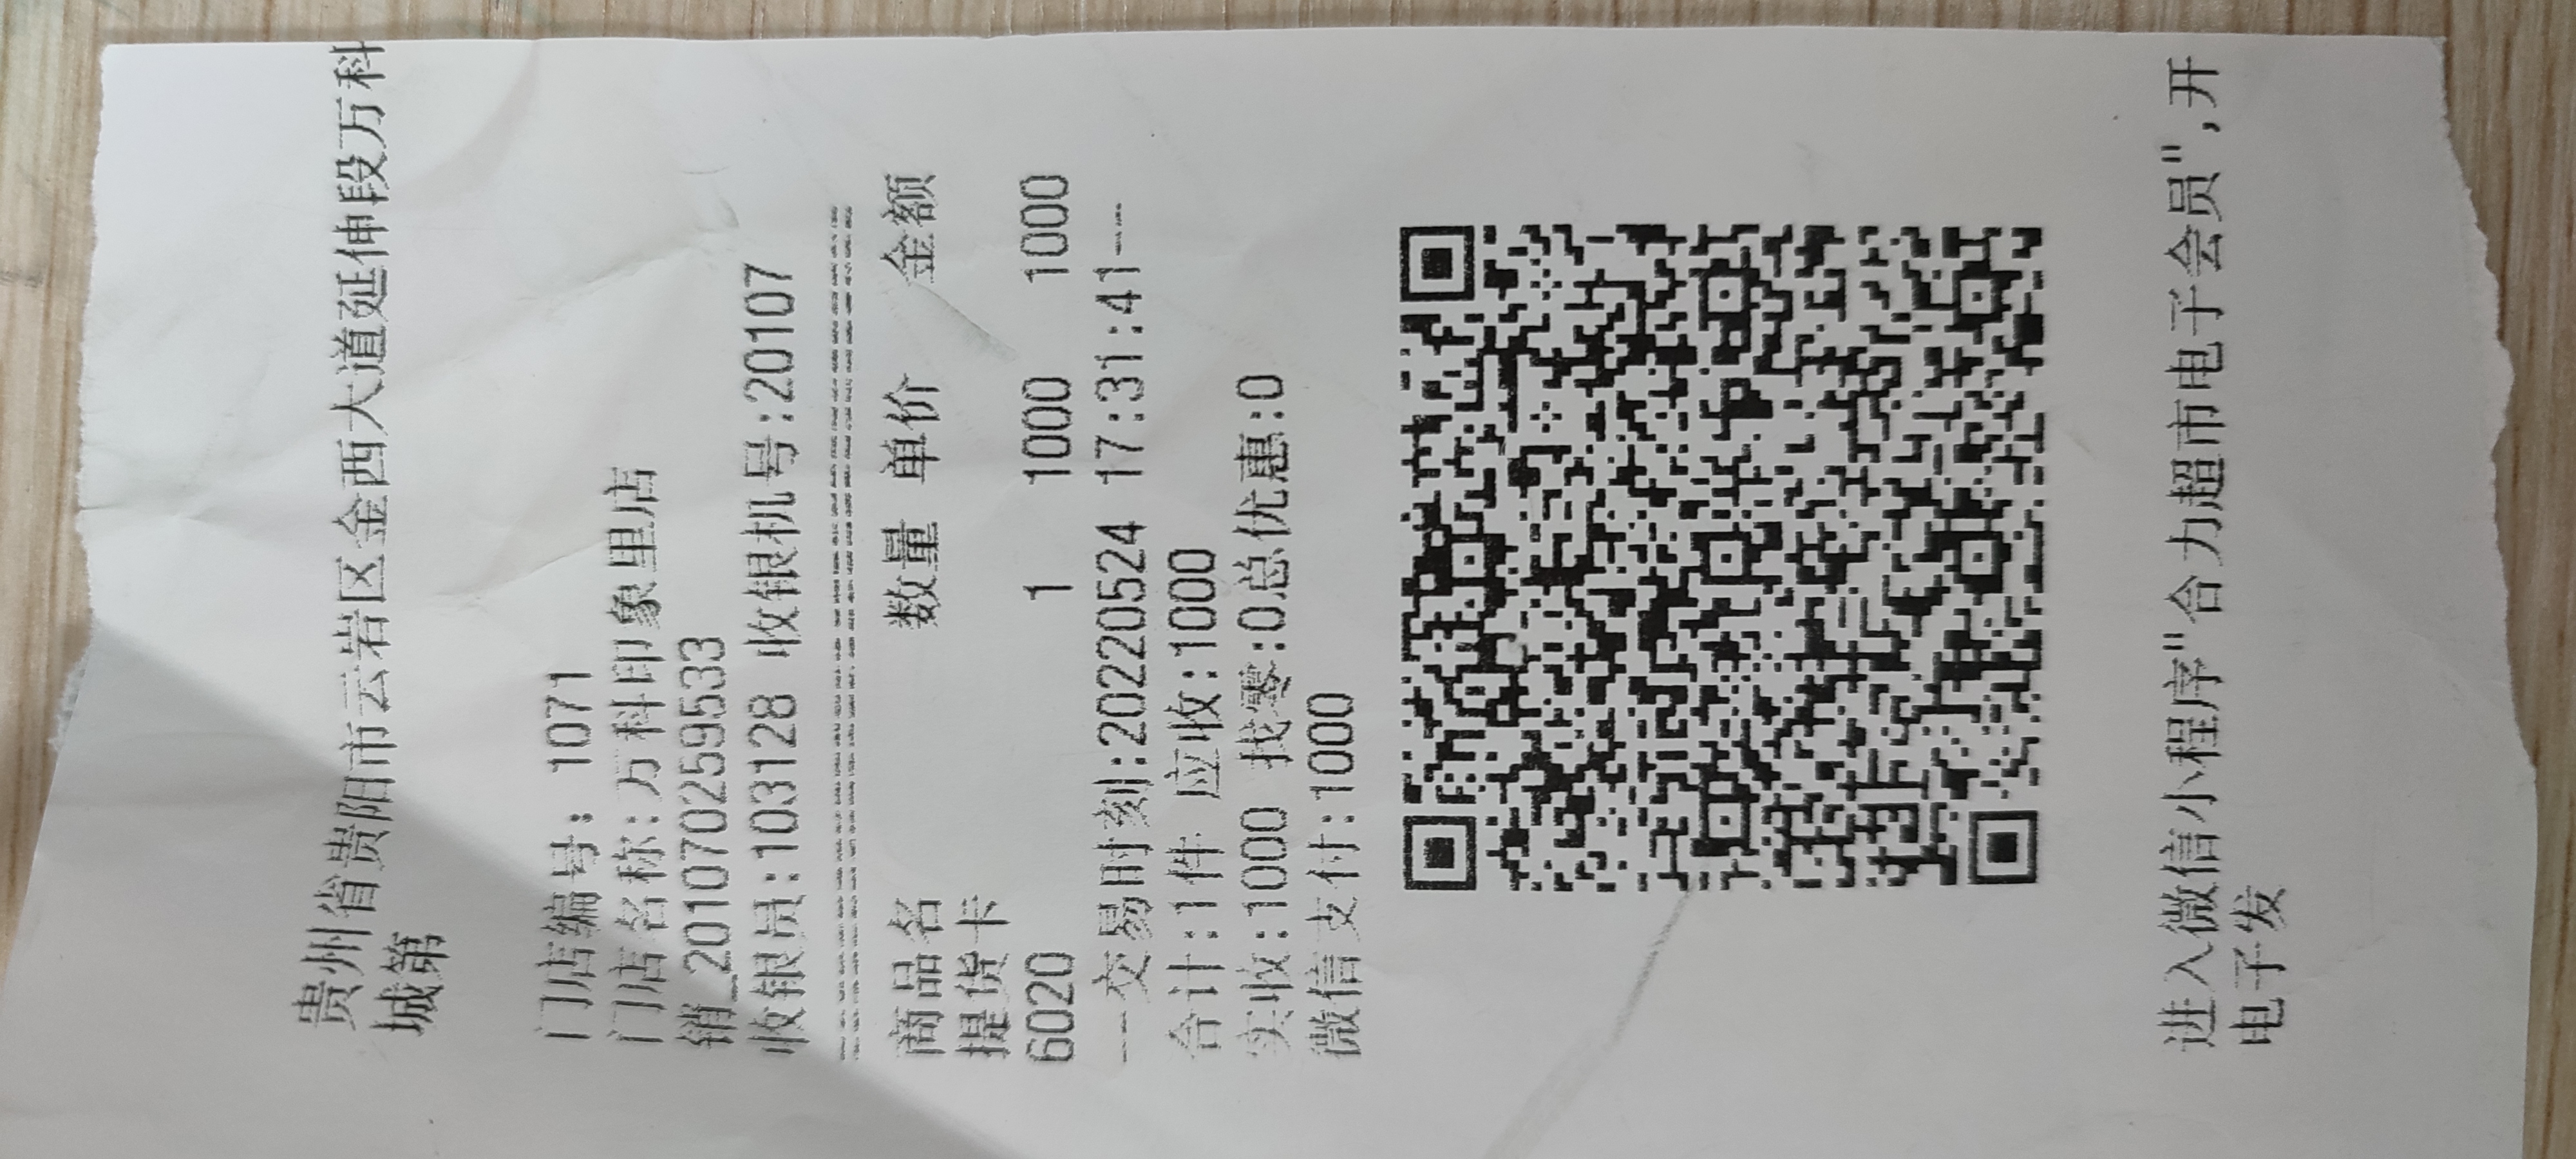 贵州省贵阳市云岩区金西大道延伸段万科
城第
门店编号: 1071
门店名称:万科印象里店
销_2010702595​33
收银员:103128 收银机号:20107
商品名 数量 单价 金额
提货卡
6020 1 1000 1000
--交易时刻:20220524 17:31:41--
合计:1件 应收:1000
实收:1000 找零:0总优惠:0
微信支付:1000
进入微信小程序"合力超市电子会员",开
电子发